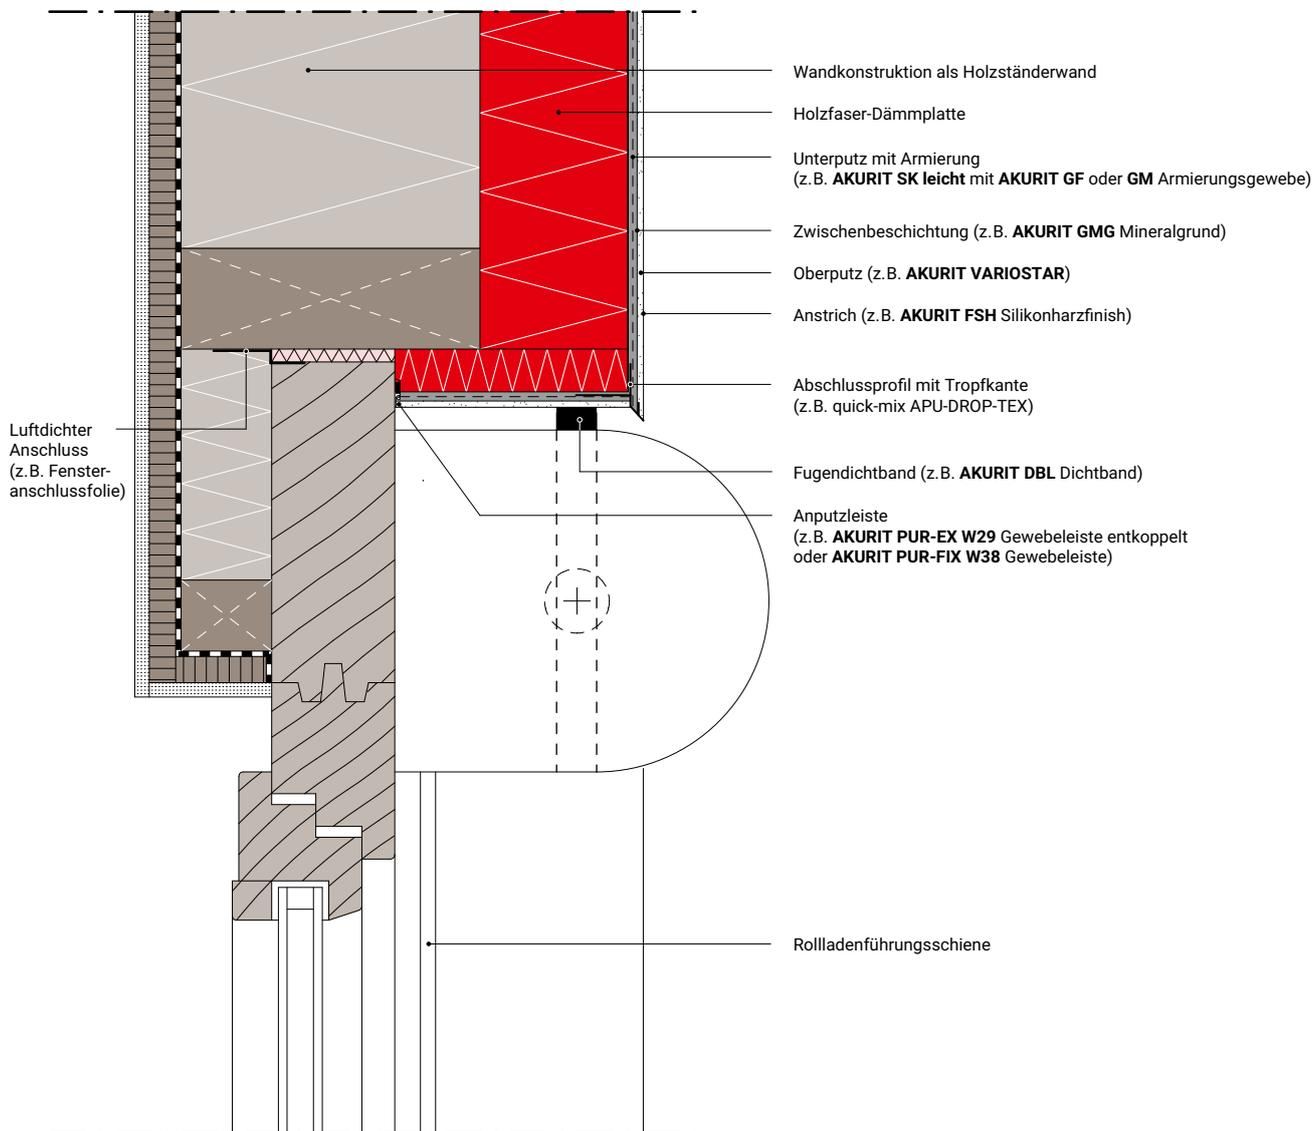 Wandkonstruktion als Holzständerwand
Holzfaser-Dämmplatte
Unterputz mit Armierung
(z.B. AKURIT SK leicht mit AKURIT GF oder GM Armierungsgewebe)
Zwischenbeschichtung (z.B. AKURIT GMG Mineralgrund)
Oberputz (z.B. AKURIT VARIOSTAR)
Anstrich (z.B. AKURIT FSH Silikonharzfinish)
Abschlussprofil mit Tropfkante
(z.B. quick-mix APU-DROP-TEX)
Luftdichter
Anschluss
(z.B. Fenster-
anschlussfolie)
Fugendichtband (z.B. AKURIT DBL Dichtband)
Anputzleiste
(z.B. AKURIT PUR-EX W29 Gewebeleiste entkoppelt
oder AKURIT PUR-FIX W38 Gewebeleiste)
Rollladenführungsschiene